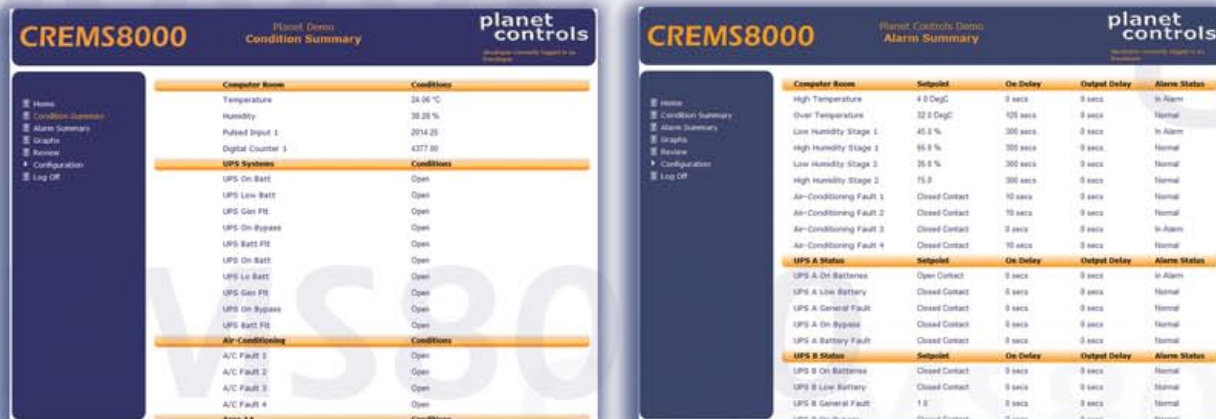 CREMS8000
Planet Demo
Condition Summary
planet
controls
Home
Condition Summary
Alarm Summary
Graphs
Review
Configuration
Log Off
Computer Room Conditions
Temperature 24.06 °C
Humidity 30.20 %
Pulsed Input 1 2014.25
Digital Counter 1 4377.00
UPS Systems Conditions
UPS On Batt Open
UPS Low Batt Open
UPS Gen Flt Open
UPS On Bypass Open
UPS Batt Flt Open
UPS On Batt Open
UPS Lo Batt Open
UPS Gen Flt Open
UPS On Bypass Open
UPS Batt Flt Open
Air-Conditioning Conditions
A/C Fault 1 Open
A/C Fault 2 Open
A/C Fault 3 Open
A/C Fault 4 Open
Conditions
CREMS8000
Planet Controls Demo
Alarm Summary
planet
controls
Home
Condition Summary
Alarm Summary
Graphs
Review
Configuration
Log Off
Computer Room Setpoint On Delay Output Delay Alarm Status
High Temperature 4.0 DegC 0 secs 0 secs In Alarm
Over Temperature 32.0 DegC 120 secs 0 secs Normal
Low Humidity Stage 1 45.0 % 300 secs 0 secs In Alarm
High Humidity Stage 1 65.0 % 300 secs 0 secs Normal
Low Humidity Stage 2 35.0 % 300 secs 0 secs Normal
High Humidity Stage 2 75.0 300 secs 0 secs Normal
Air-Conditioning Fault 1 Closed Contact 10 secs 0 secs Normal
Air-Conditioning Fault 2 Closed Contact 10 secs 0 secs Normal
Air-Conditioning Fault 3 Closed Contact 0 secs 0 secs In Alarm
Air-Conditioning Fault 4 Closed Contact 10 secs 0 secs Normal
UPS A Status Setpoint On Delay Output Delay Alarm Status
UPS A On Batteries Open Contact 0 secs 0 secs In Alarm
UPS A Low Battery Closed Contact 0 secs 0 secs Normal
UPS A General Fault Closed Contact 0 secs 0 secs Normal
UPS A On Bypass Closed Contact 0 secs 0 secs Normal
UPS A Battery Fault Closed Contact 0 secs 0 secs Normal
UPS B Status Setpoint On Delay Output Delay Alarm Status
UPS B On Batteries Closed Contact 0 secs 0 secs Normal
UPS B Low Battery Closed Contact 0 secs 0 secs Normal
UPS B General Fault 1.0 0 secs 0 secs Normal